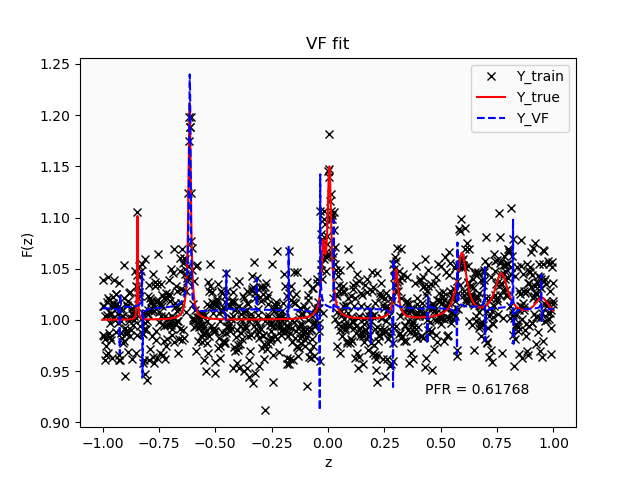 VF fit
1.25
1.20
1.15
1.10
1.05
1.00
0.95
0.90
F(z)
Y_train
Y_true
Y_VF
PFR = 0.61768
−1.00 −0.75 −0.50 −0.25 0.00 0.25 0.50 0.75 1.00
z